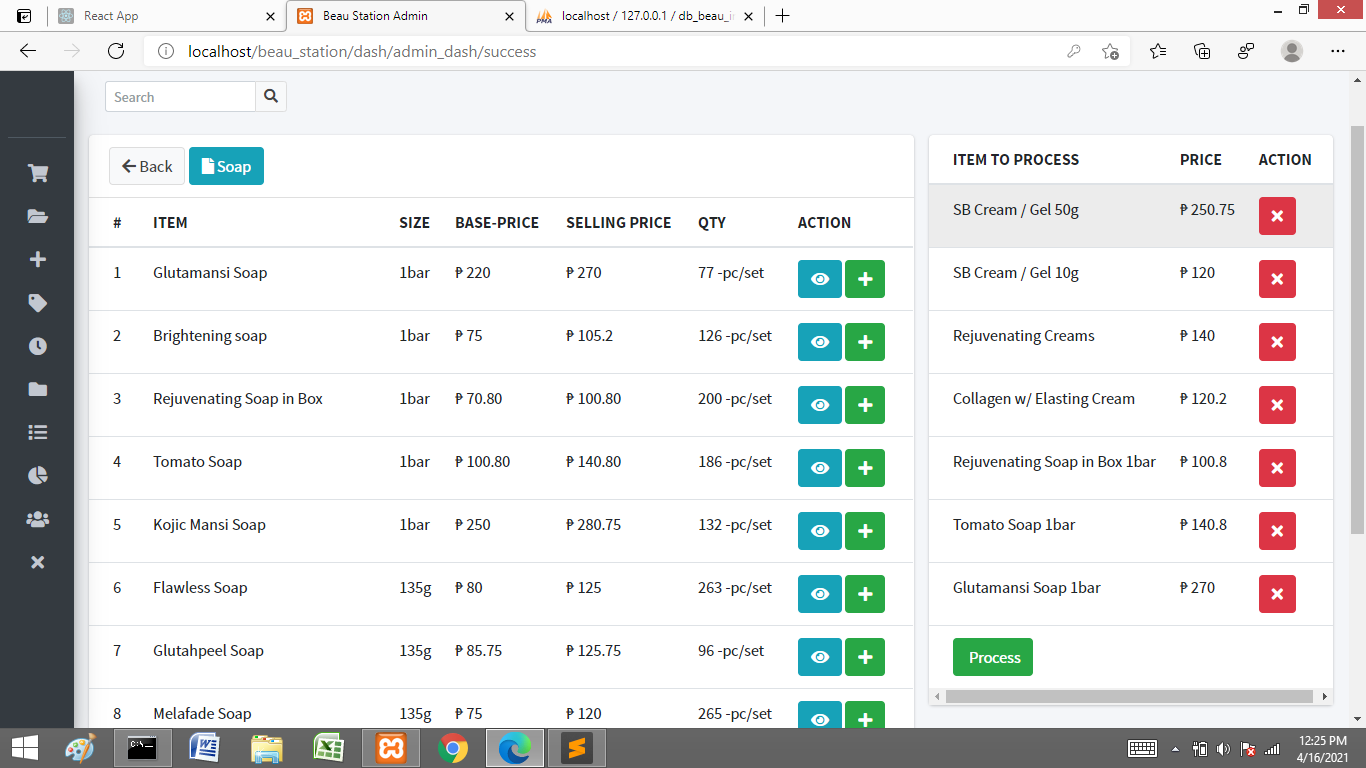 React App
Beau Station Admin
localhost / 127.0.0.1 / db_beau_i
localhost/beau_station/dash/admin_dash/success
Search
Back Soap
# ITEM SIZE BASE-PRICE SELLING PRICE QTY ACTION
1 Glutamansi Soap 1bar ₱ 220 ₱ 270 77 -pc/set
2 Brightening soap 1bar ₱ 75 ₱ 105.2 126 -pc/set
3 Rejuvenating Soap in Box 1bar ₱ 70.80 ₱ 100.80 200 -pc/set
4 Tomato Soap 1bar ₱ 100.80 ₱ 140.80 186 -pc/set
5 Kojic Mansi Soap 1bar ₱ 250 ₱ 280.75 132 -pc/set
6 Flawless Soap 135g ₱ 80 ₱ 125 263 -pc/set
7 Glutahpeel Soap 135g ₱ 85.75 ₱ 125.75 96 -pc/set
8 Melafade Soap 135g ₱ 75 ₱ 120 265 -pc/set
ITEM TO PROCESS PRICE ACTION
SB Cream / Gel 50g ₱ 250.75
SB Cream / Gel 10g ₱ 120
Rejuvenating Creams ₱ 140
Collagen w/ Elasting Cream ₱ 120.2
Rejuvenating Soap in Box 1bar ₱ 100.8
Tomato Soap 1bar ₱ 140.8
Glutamansi Soap 1bar ₱ 270
Process
12:25 PM
4/16/2021